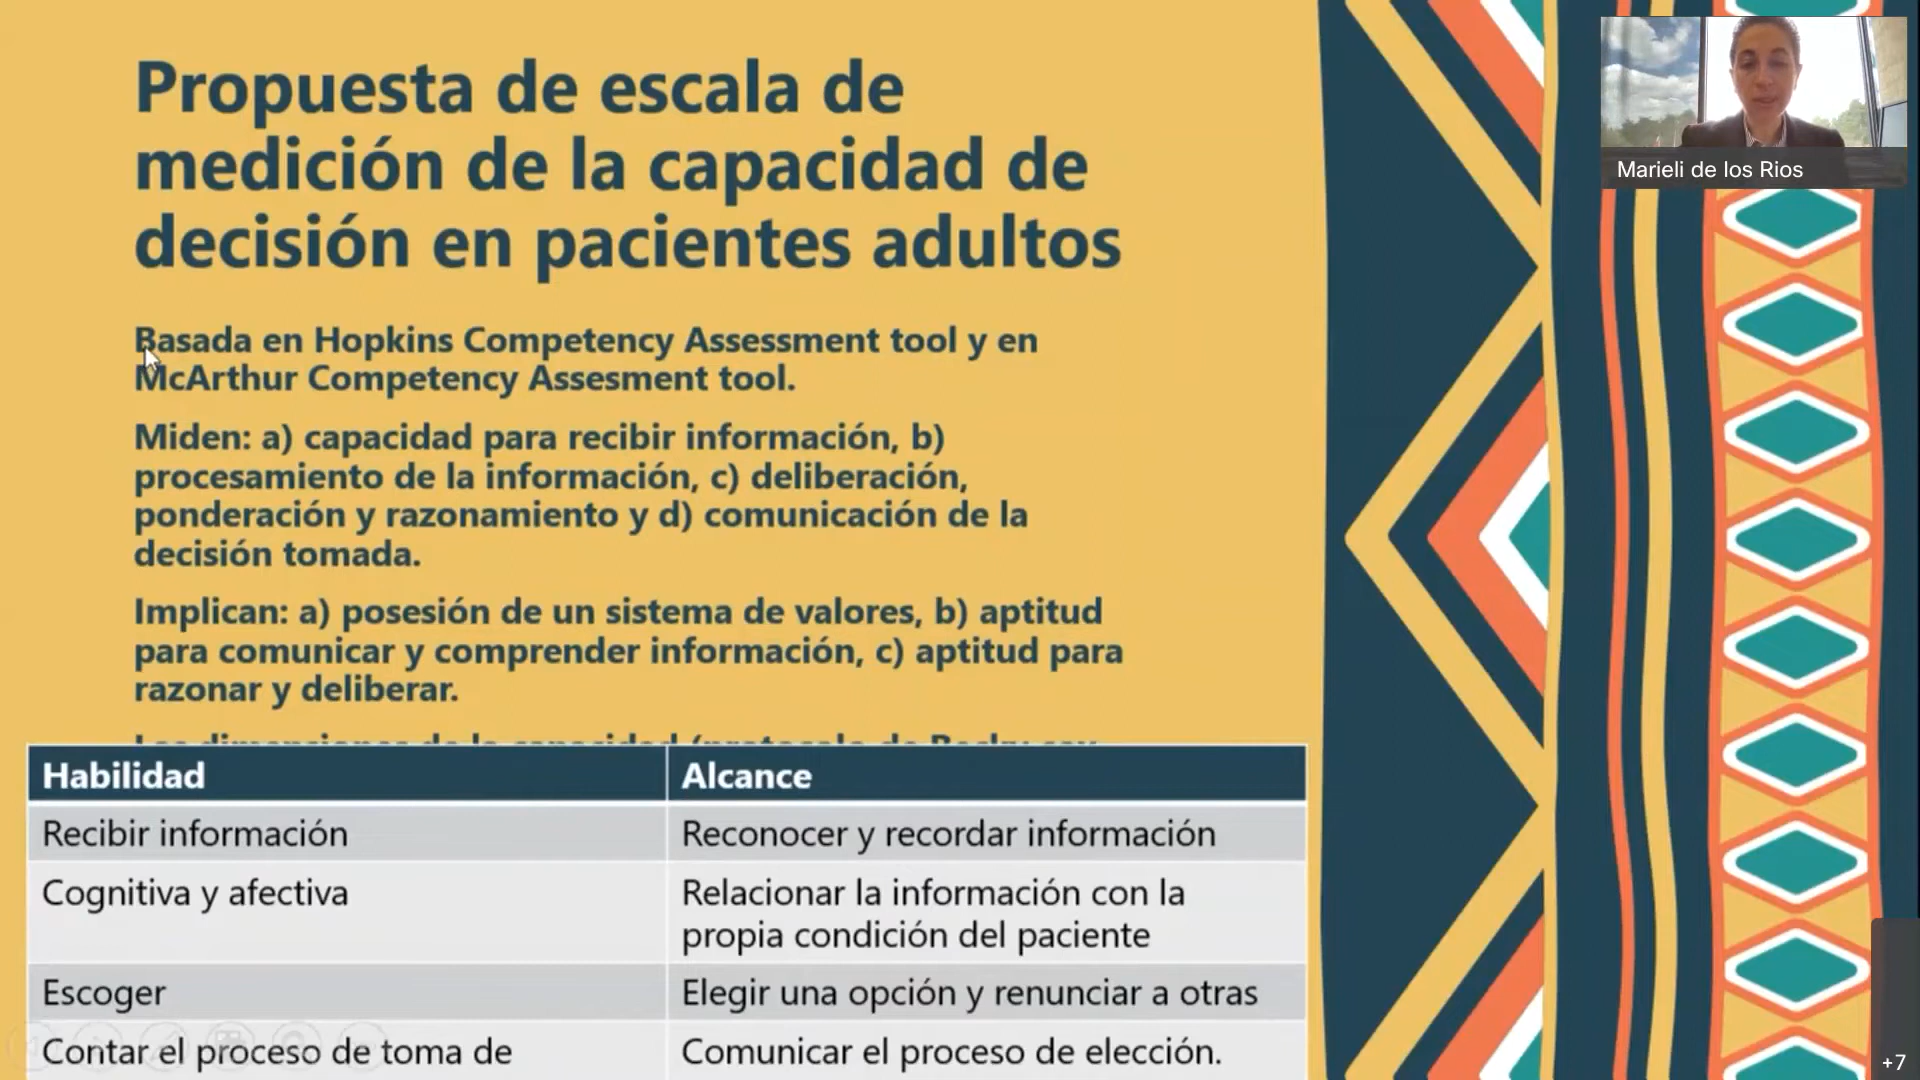 Propuesta de escala de
medición de la capacidad de
decisión en pacientes adultos
Basada en Hopkins Competency Assessment tool y en
McArthur Competency Assesment tool.
Miden: a) capacidad para recibir información, b)
procesamiento de la información, c) deliberación,
ponderación y razonamiento y d) comunicación de la
decisión tomada.
Implican: a) posesión de un sistema de valores, b) aptitud
para comunicar y comprender información, c) aptitud para
razonar y deliberar.
Habilidad Alcance
Recibir información Reconocer y recordar información
Cognitiva y afectiva Relacionar la información con la
propia condición del paciente
Escoger Elegir una opción y renunciar a otras
Contar el proceso de toma de Comunicar el proceso de elección.
Marieli de los Rios
+7